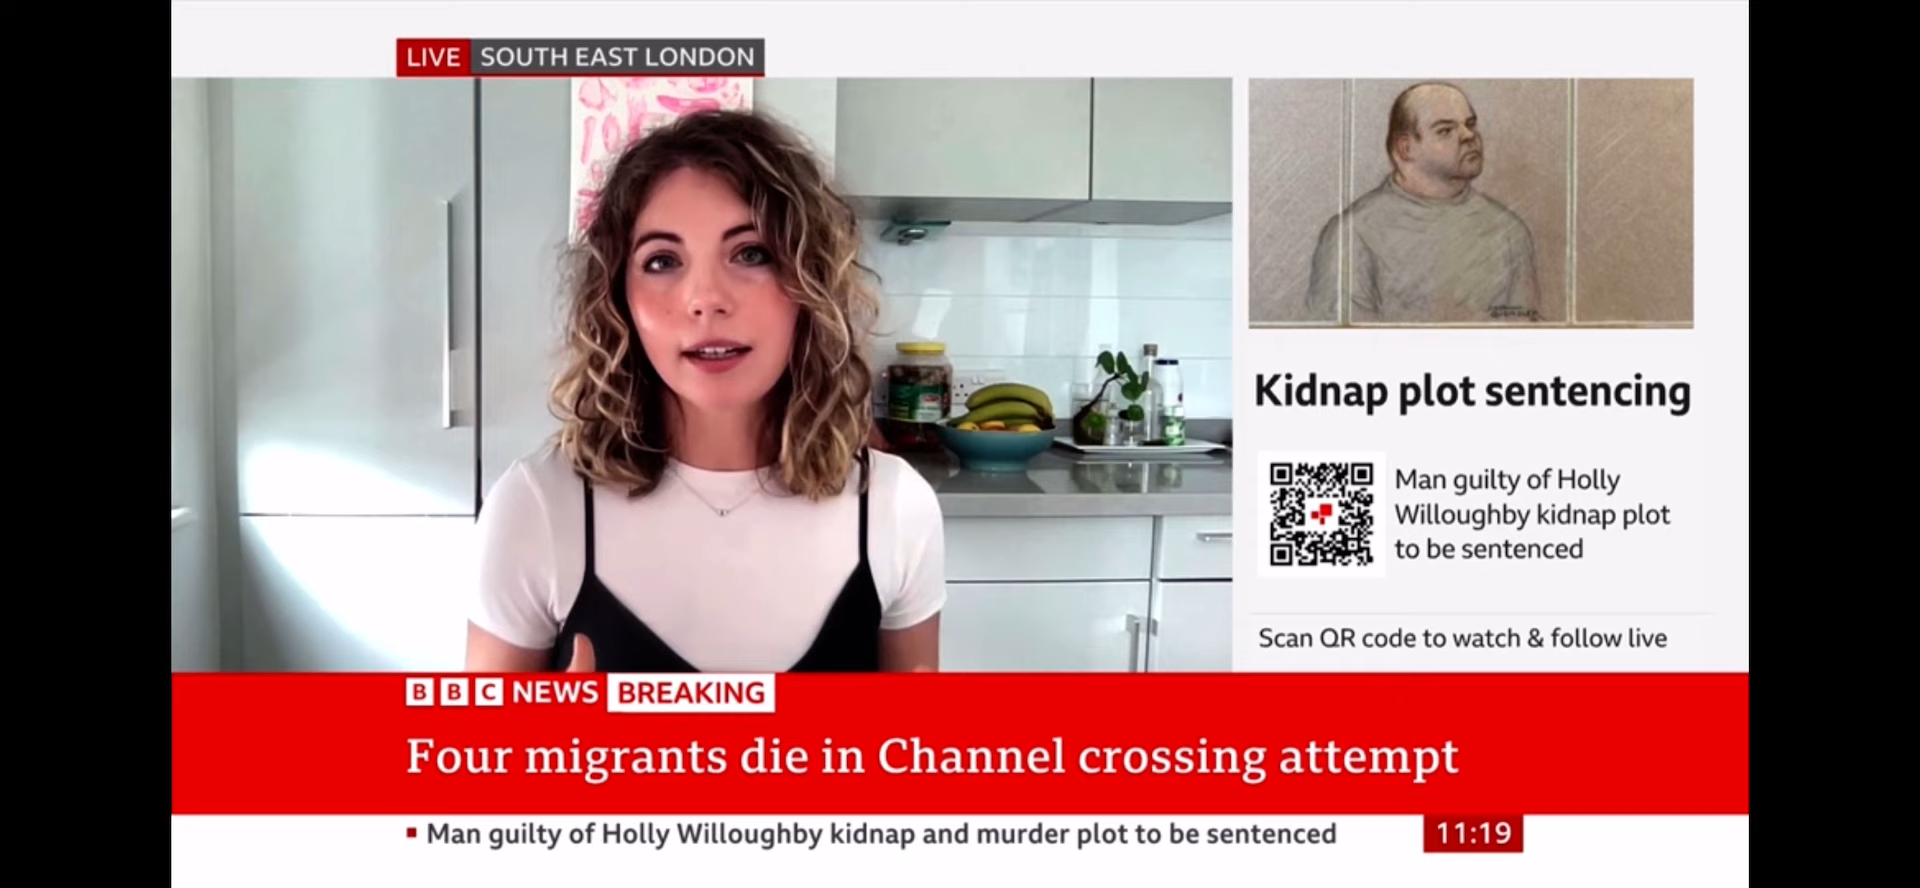 LIVE SOUTH EAST LONDON
Kidnap plot sentencing
Man guilty of Holly
Willoughby kidnap plot
to be sentenced
Scan QR code to watch & follow live
BBC NEWS BREAKING
Four migrants die in Channel crossing attempt
Man guilty of Holly Willoughby kidnap and murder plot to be sentenced
11:19